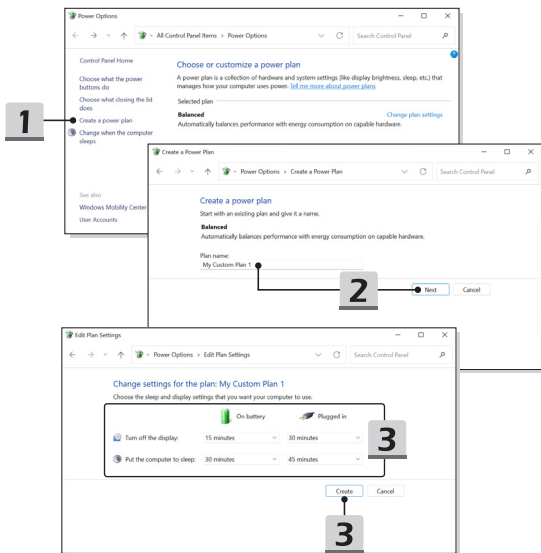 Power Options
All Control Panel Items > Power Options
Search Control Panel
Control Panel Home
Choose what the power
buttons do
Choose what closing the lid
does
Create a power plan
Change when the computer
sleeps
See also
Windows Mobility Center
User Accounts
Choose or customize a power plan
A power plan is a collection of hardware and system settings (like display brightness, sleep, etc.) that
manages how your computer uses power. Tell me more about power plans
Selected plan
Balanced
Change plan settings
Automatically balances performance with energy consumption on capable hardware.
1
Create a Power Plan
Power Options > Create a Power Plan
Search Control Panel
Create a power plan
Start with an existing plan and give it a name.
Balanced
Automatically balances performance with energy consumption on capable hardware.
Plan name:
My Custom Plan 1
2
Next
Cancel
Edit Plan Settings
Power Options > Edit Plan Settings
Search Control Panel
Change settings for the plan: My Custom Plan 1
Choose the sleep and display settings that you want your computer to use.
On battery
Plugged in
Turn off the display:
15 minutes
30 minutes
Put the computer to sleep:
30 minutes
45 minutes
3
Create
Cancel
3